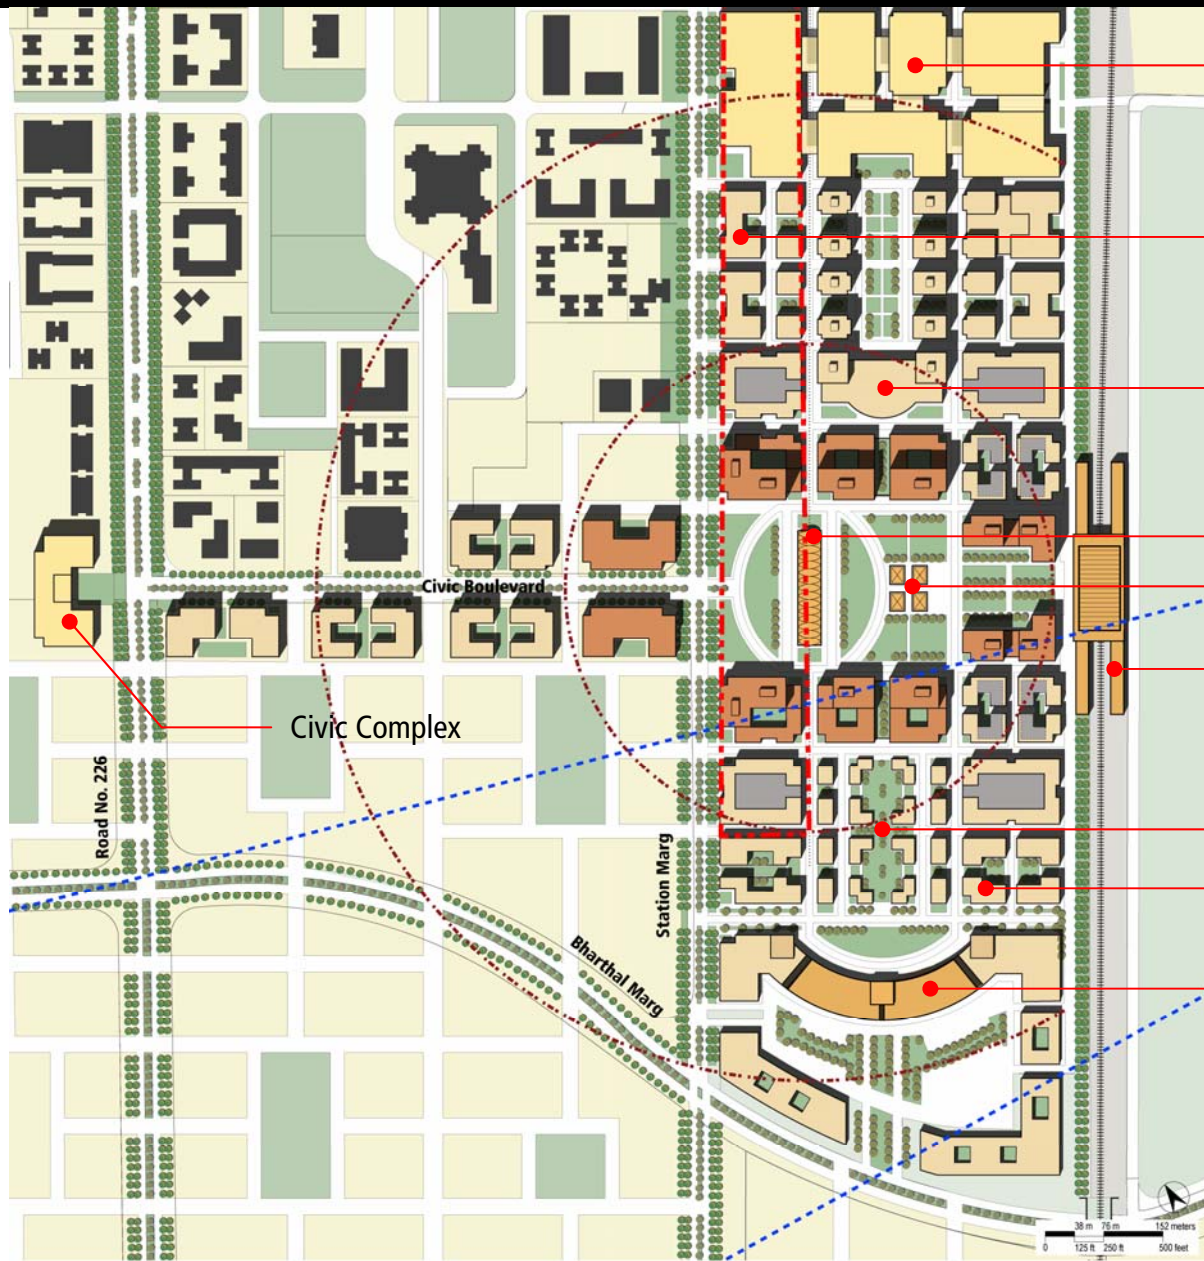 Civic Boulevard
Civic Complex
Road No. 226
Station Marg
Bharthal Marg
38 m 76 m 152 meters
0 125 ft 250 ft 500 feet